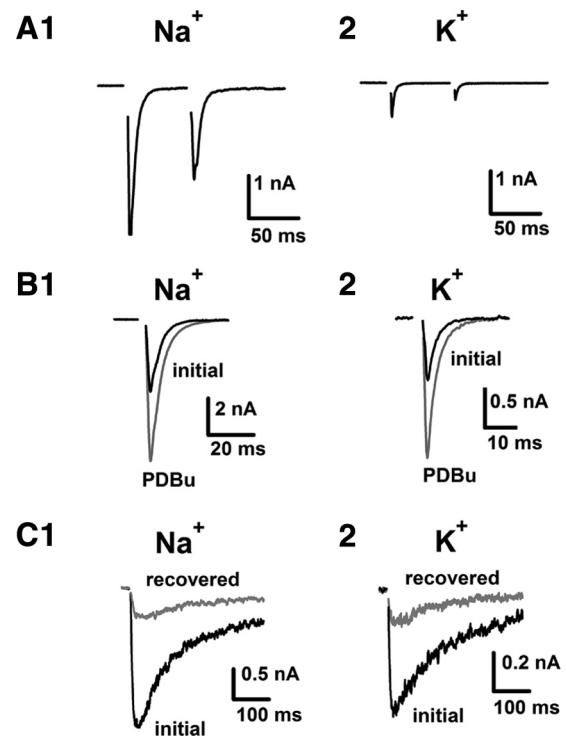 A1 Na⁺ 2 K⁺
1 nA 1 nA
50 ms 50 ms
B1 Na⁺ 2 K⁺
initial initial
2 nA 0.5 nA
20 ms 10 ms
PDBu PDBu
C1 Na⁺ 2 K⁺
recovered recovered
0.5 nA 0.2 nA
100 ms 100 ms
initial initial